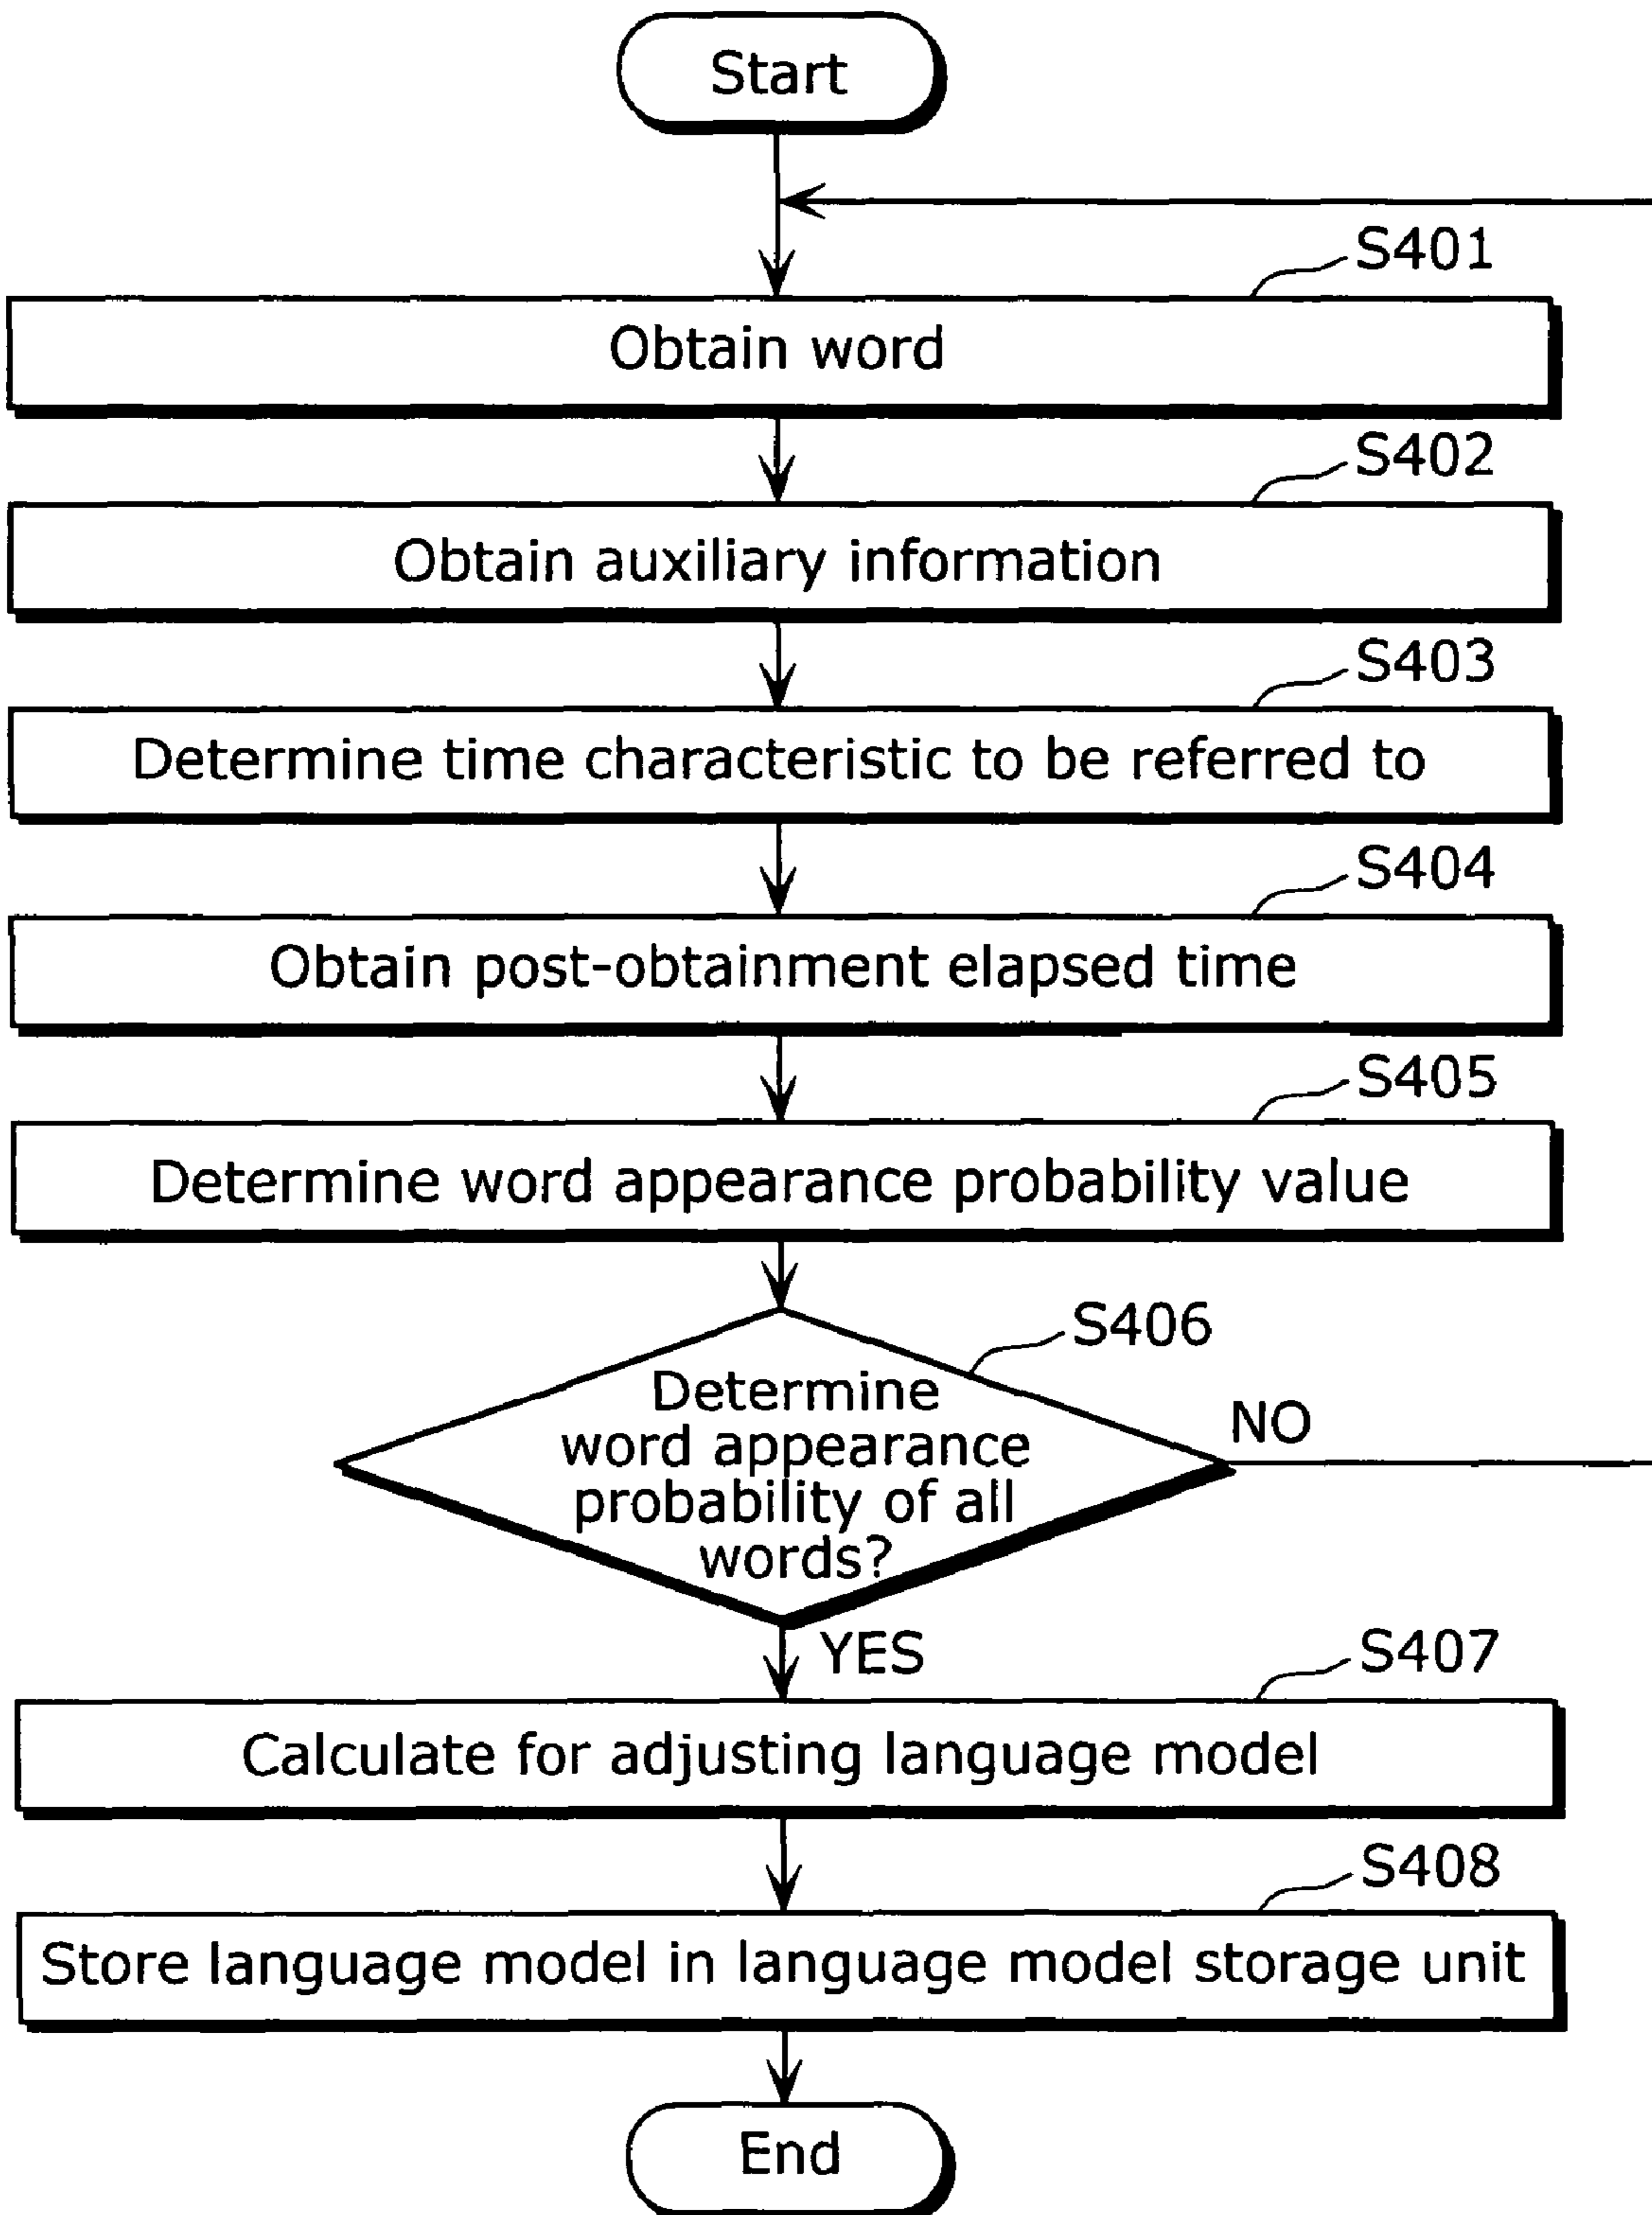 Start
S401
Obtain word
S402
Obtain auxiliary information
S403
Determine time characteristic to be referred to
S404
Obtain post-obtainment elapsed time
S405
Determine word appearance probability value
S406
Determine
word appearance
probability of all
words?
NO
YES
S407
Calculate for adjusting language model
S408
Store language model in language model storage unit
End